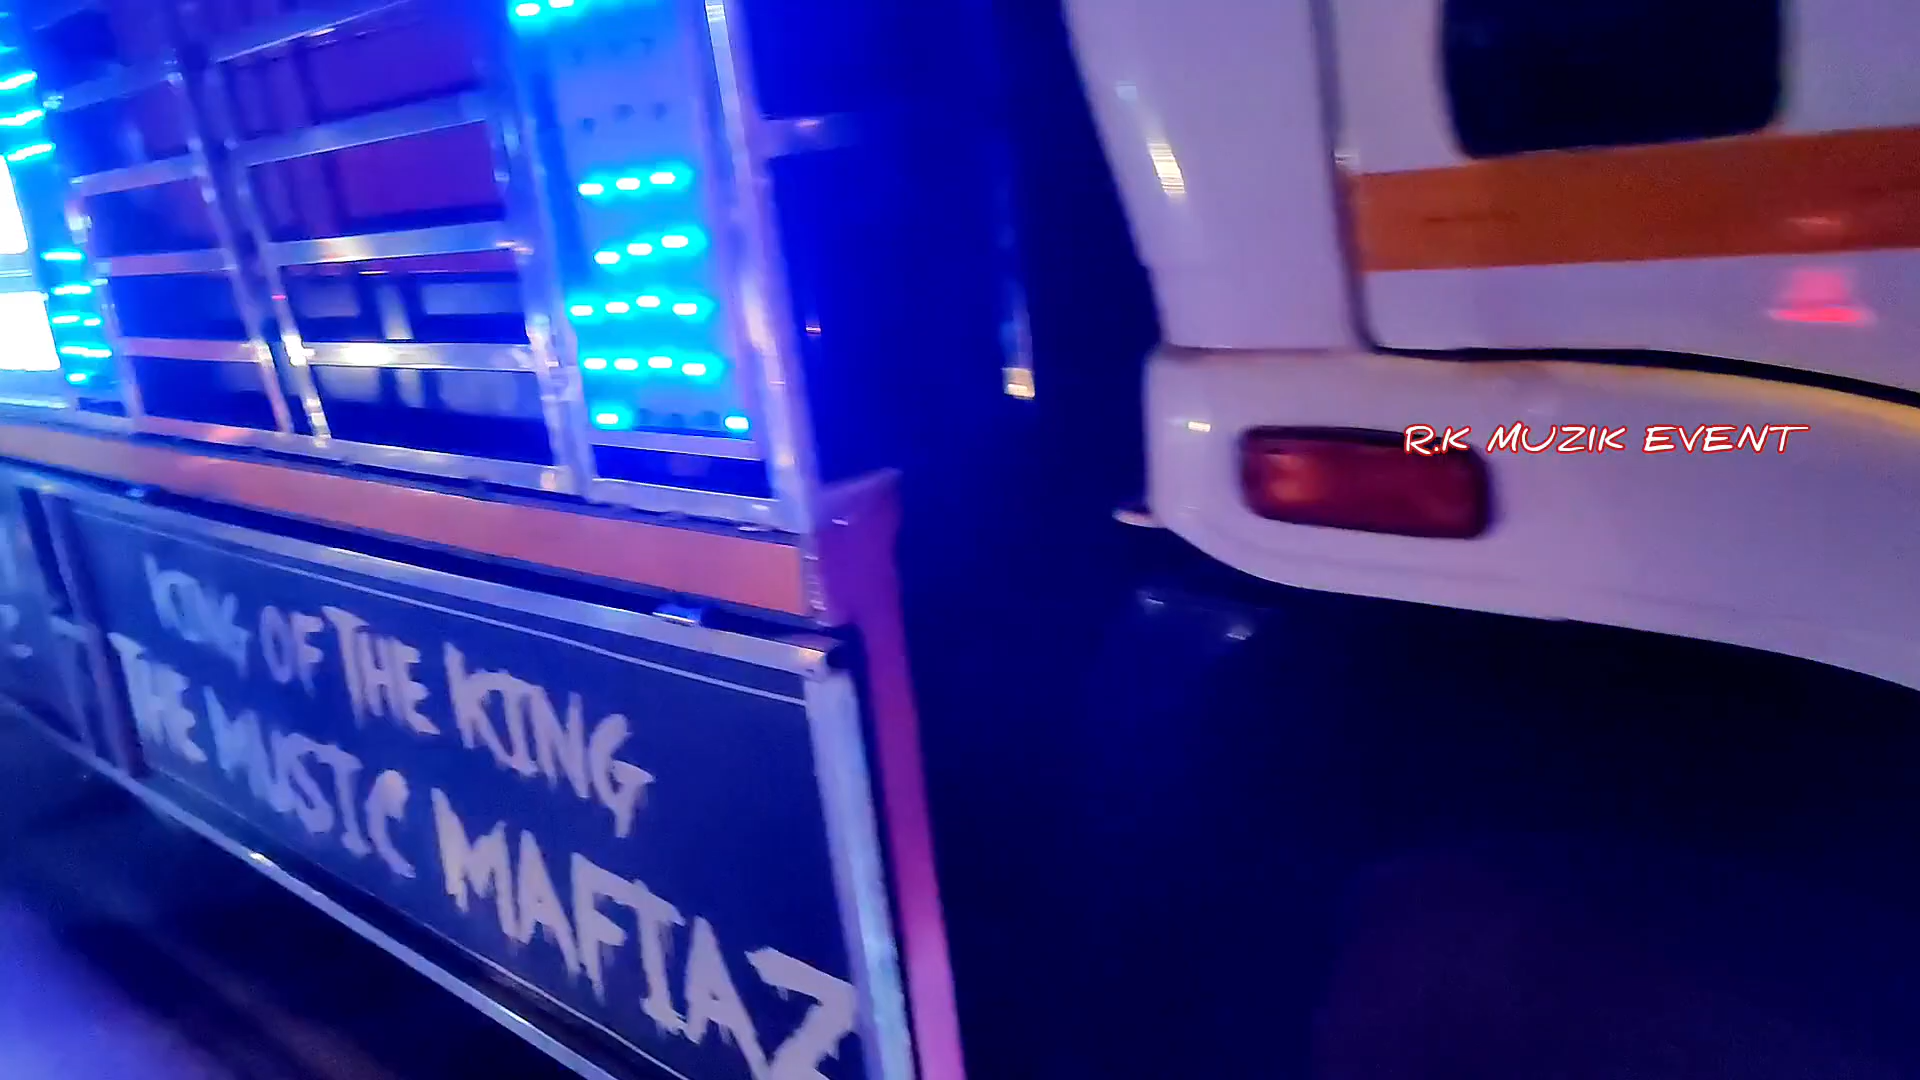 KING OF THE KING
THE MUSIC MAFIAZ
R.K MUZIK EVENT